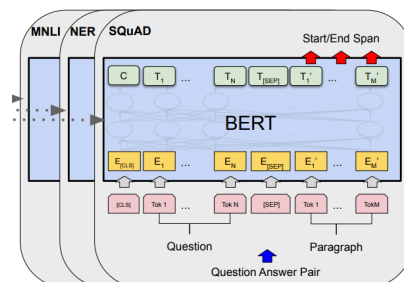 MNLI NER SQuAD
Start/End Span
C T1 ... TN T[SEP] T1' ... TM'
BERT
E[CLS] E1 ... EN E[SEP] E1' ... EM'
[CLS] Tok 1 ... Tok N [SEP] Tok 1 ... TokM
Question Paragraph
Question Answer Pair